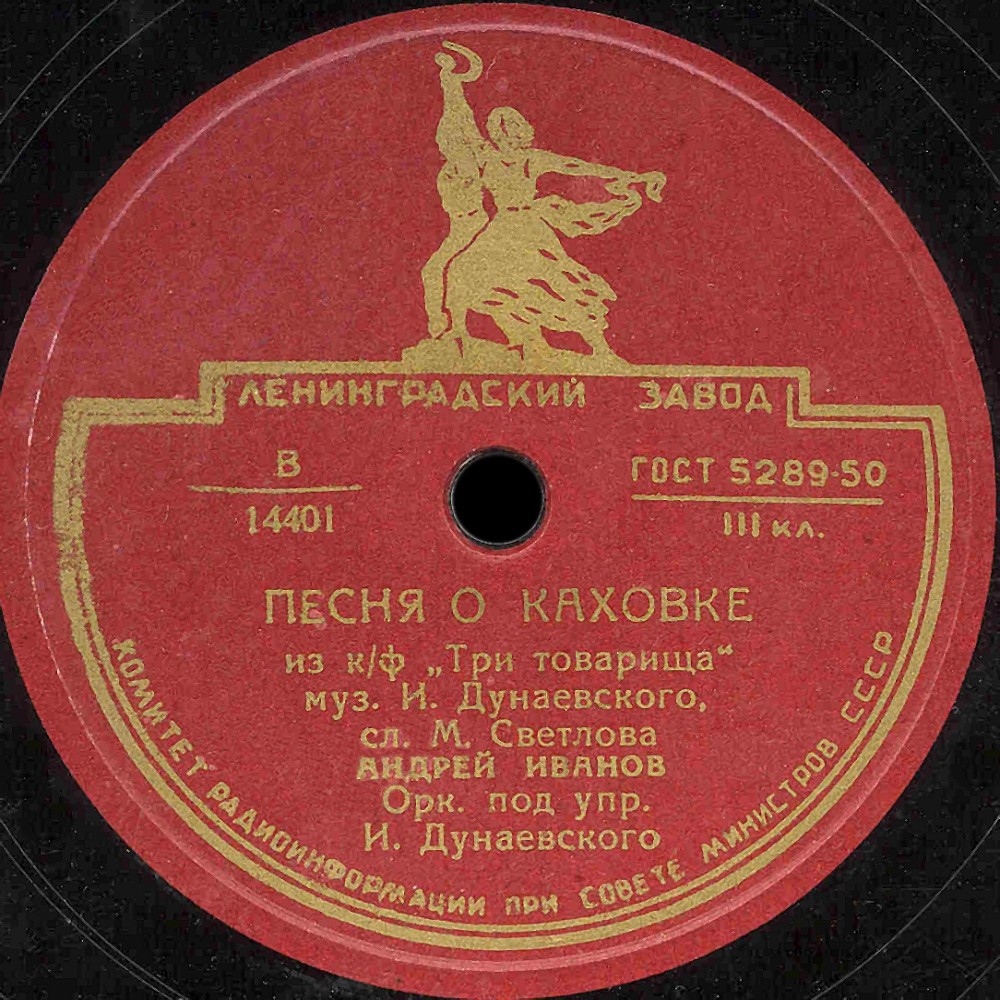 ЛЕНИНГРАДСКИЙ ЗАВОД
В
14401
ГОСТ 5289-50
III кл.
ПЕСНЯ О КАХОВКЕ
из к/ф „Три товарища“
муз. И. Дунаевского,
сл. М. Светлова
АНДРЕЙ ИВАНОВ
Орк. под упр.
И. Дунаевского
КОМИТЕТ РАДИОИНФОРМАЦИИ ПРИ СОВЕТЕ МИНИСТРОВ СССР